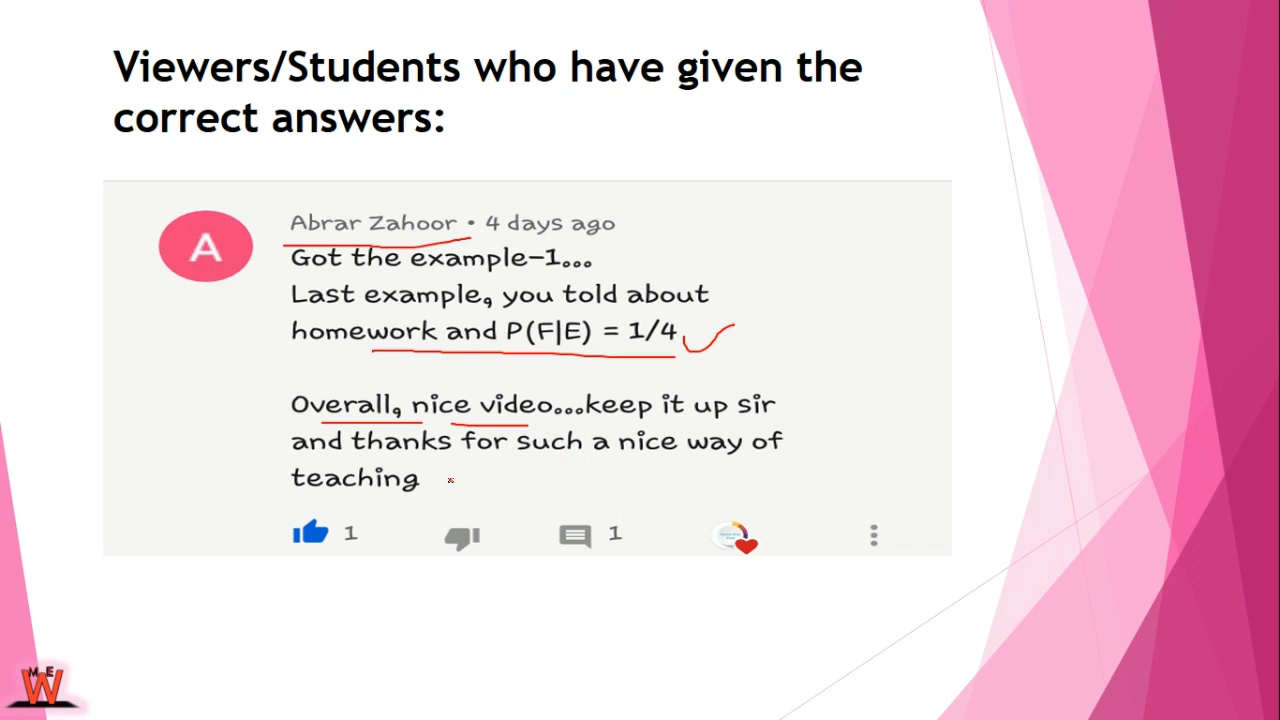 Viewers/Students who have given the
correct answers:
A
Abrar Zahoor • 4 days ago
Got the example-1...
Last example, you told about
homework and P(F|E) = 1/4
Overall, nice video...keep it up sir
and thanks for such a nice way of
teaching
1
1
M E
W